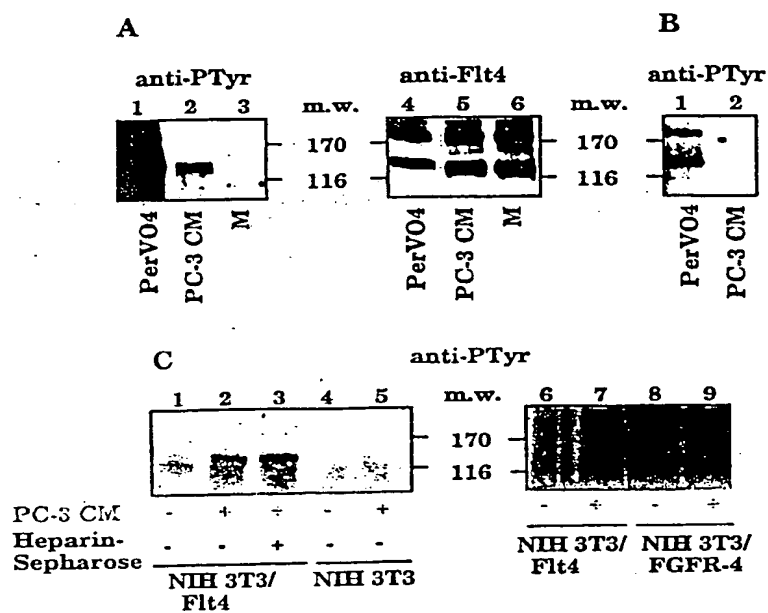 A
B
anti-PTyr
anti-Flt4
anti-PTyr
1 2 3 m.w. 4 5 6 m.w. 1 2
170
170
116
116
PerVO4
PC-3 CM
M
PerVO4
PC-3 CM
M
PerVO4
PC-3 CM
C
anti-PTyr
1 2 3 4 5 m.w. 6 7 8 9
170
116
PC-3 CM - + + - + - + - +
Heparin-
Sepharose - - + - -
NIH 3T3/
Flt4
NIH 3T3
NIH 3T3/
Flt4
NIH 3T3/
FGFR-4